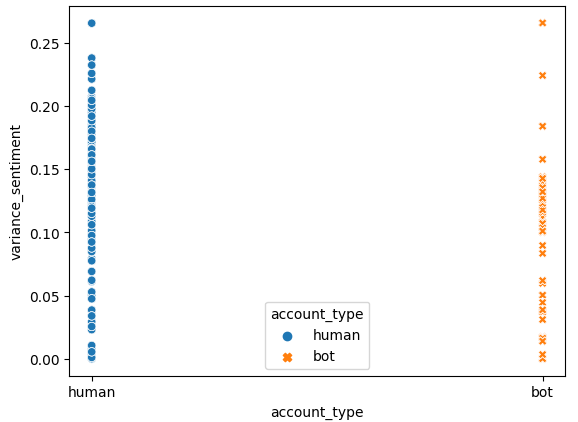 0.25
0.20
0.15
0.10
0.05
0.00
variance_sentiment
account_type
human
bot
human
bot
account_type